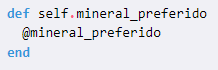 def self.mineral_preferido
  @mineral_preferido
end